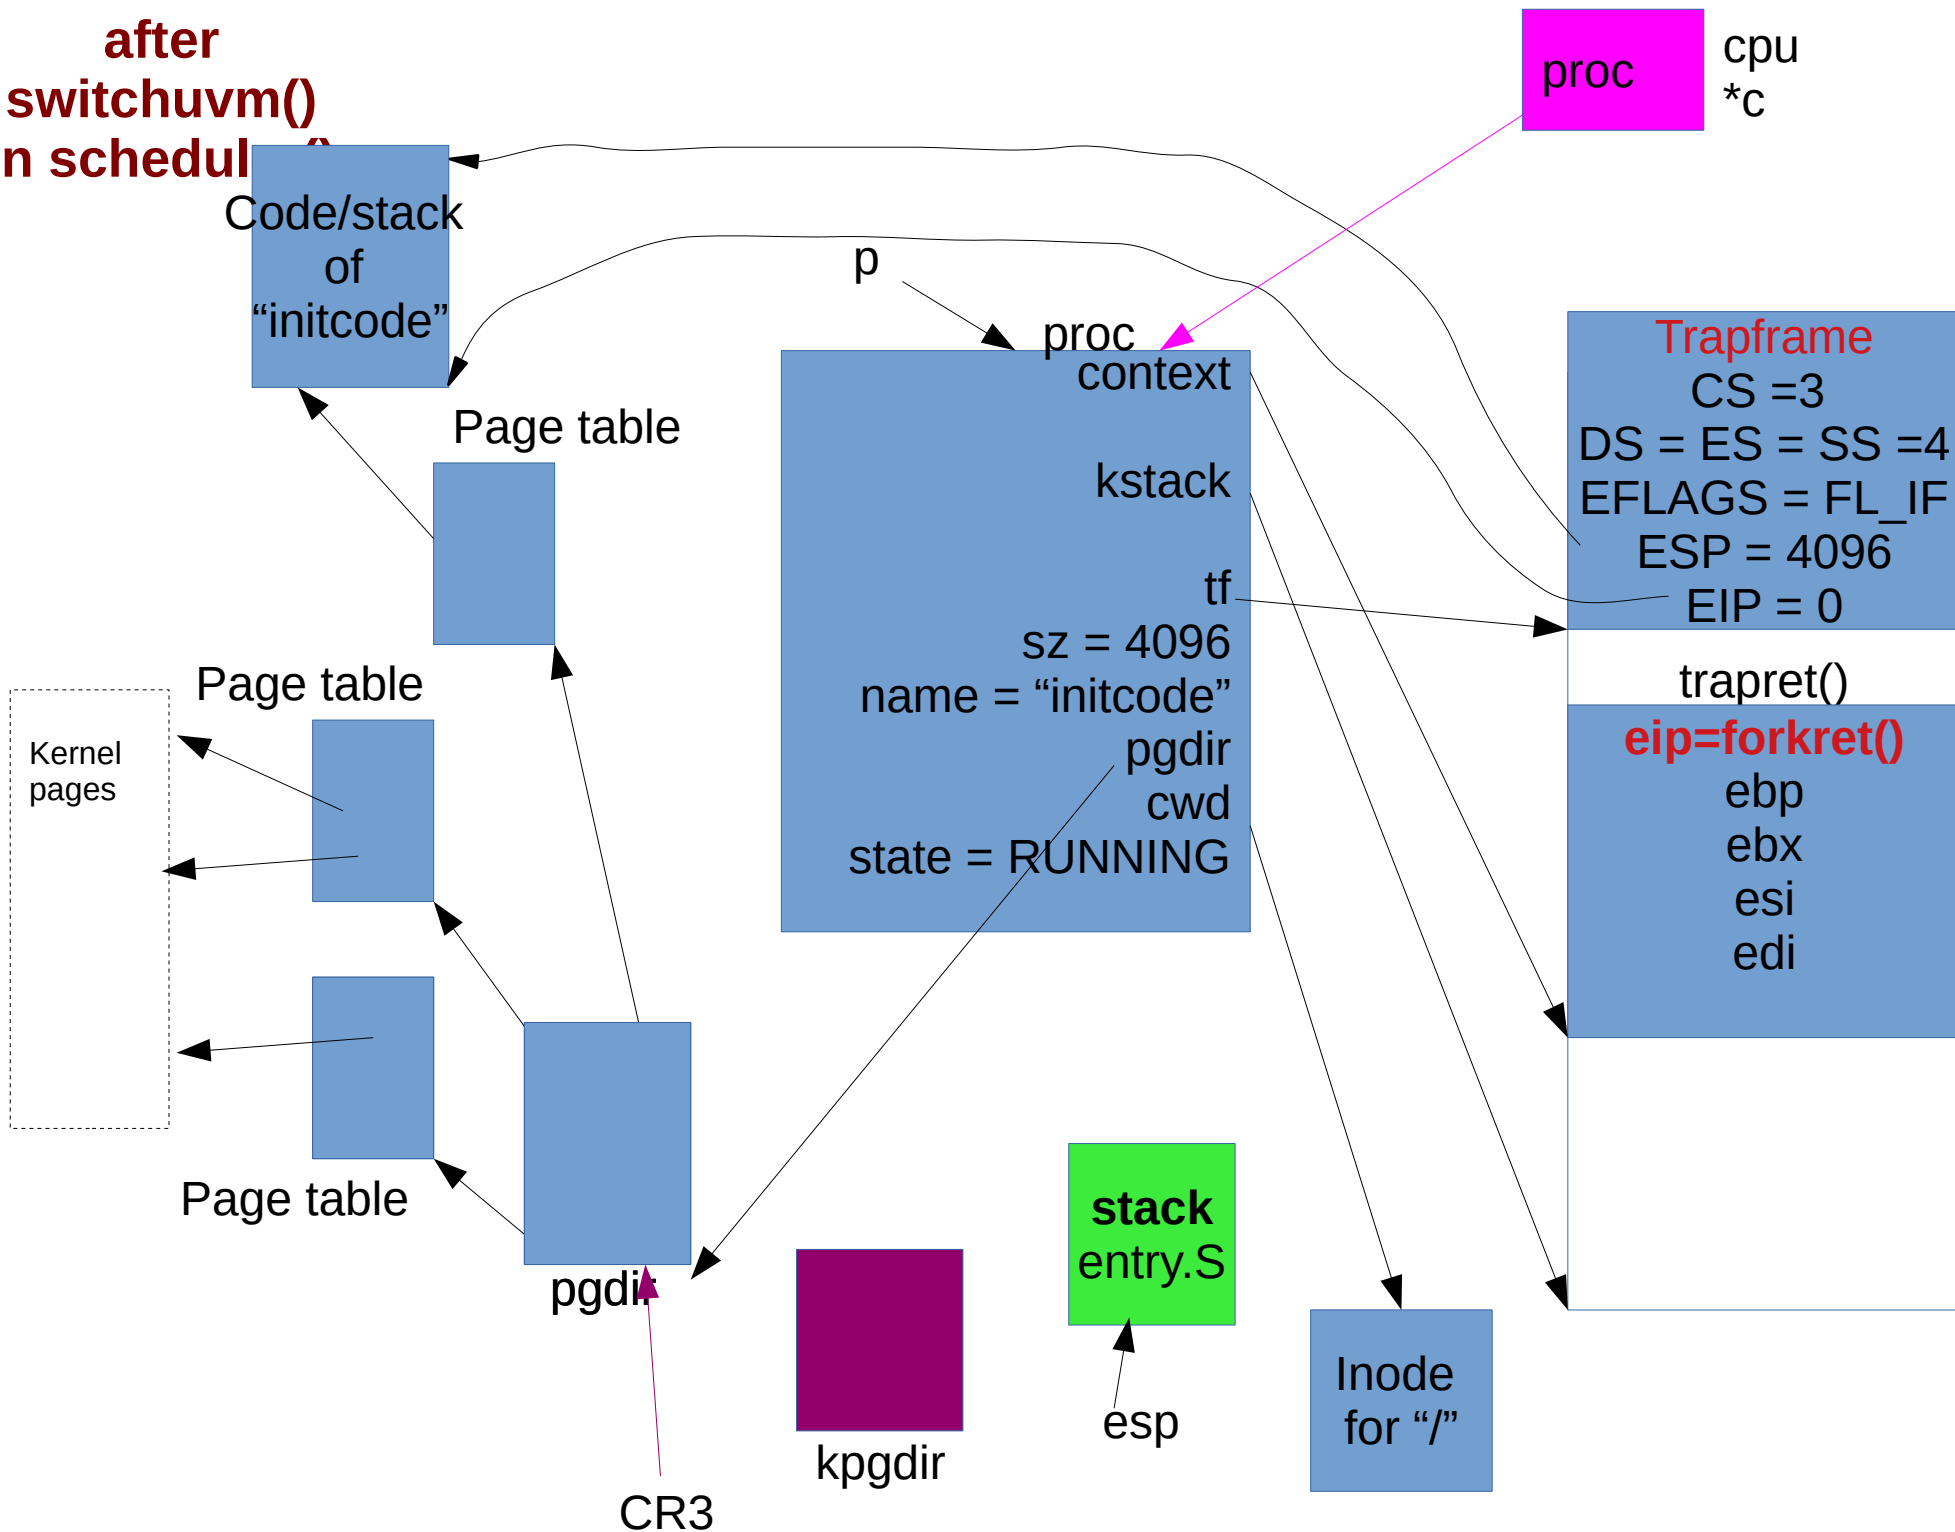 after
switchuvm()
n schedul
Code/stack
of
“initcode”
proc
cpu
*c
p
proc
context
kstack
tf
sz = 4096
name = “initcode”
pgdir
cwd
state = RUNNING
Trapframe
CS =3
DS = ES = SS =4
EFLAGS = FL_IF
ESP = 4096
EIP = 0
trapret()
eip=forkret()
ebp
ebx
esi
edi
Page table
Page table
Kernel
pages
Page table
pgdir
CR3
kpgdir
stack
entry.S
esp
Inode
for “/”